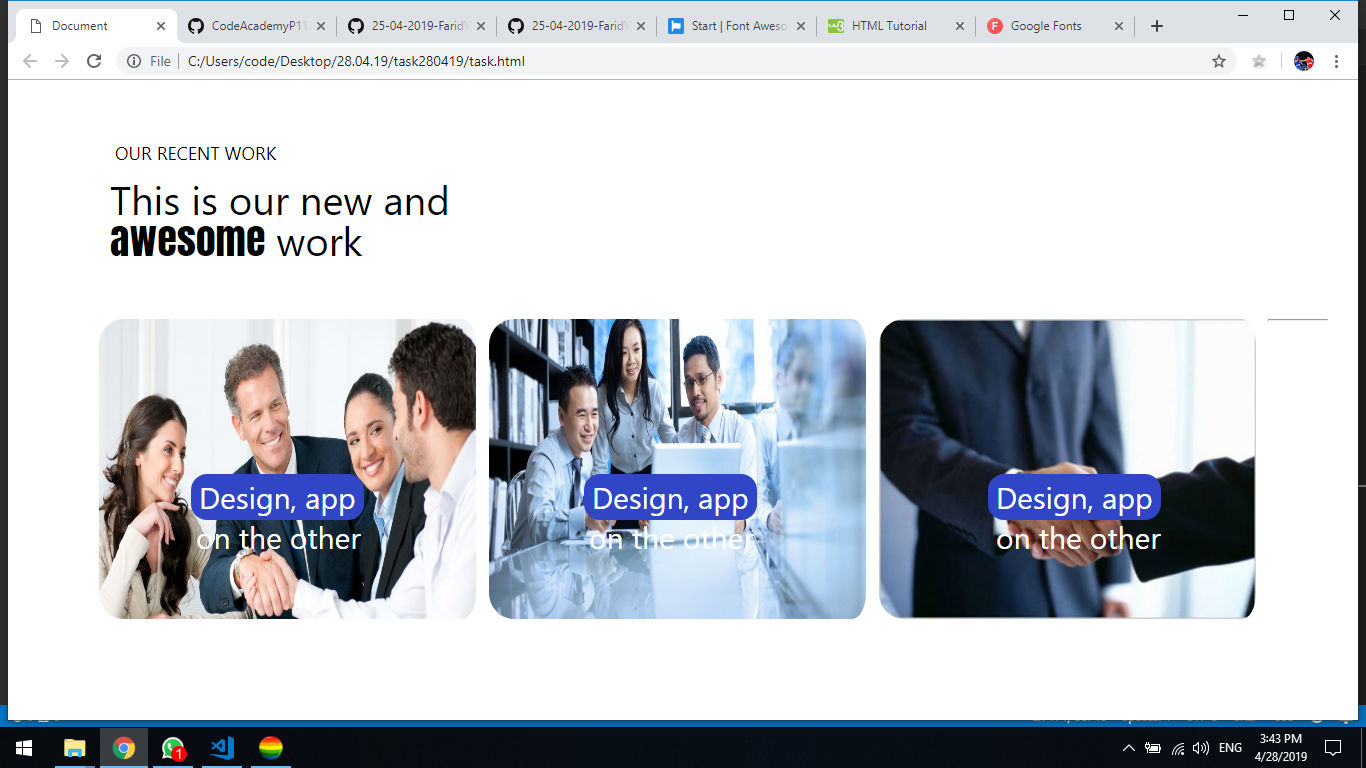 Document
CodeAcademyP11
25-04-2019-Farid
25-04-2019-Farid
Start | Font Aweso
HTML Tutorial
Google Fonts
File
C:/Users/code/Desktop/28.04.19/task280419/task.html
OUR RECENT WORK
This is our new and
awesome work
Design, app
on the other
Design, app
on the other
Design, app
on the other
1
ENG
3:43 PM
4/28/2019